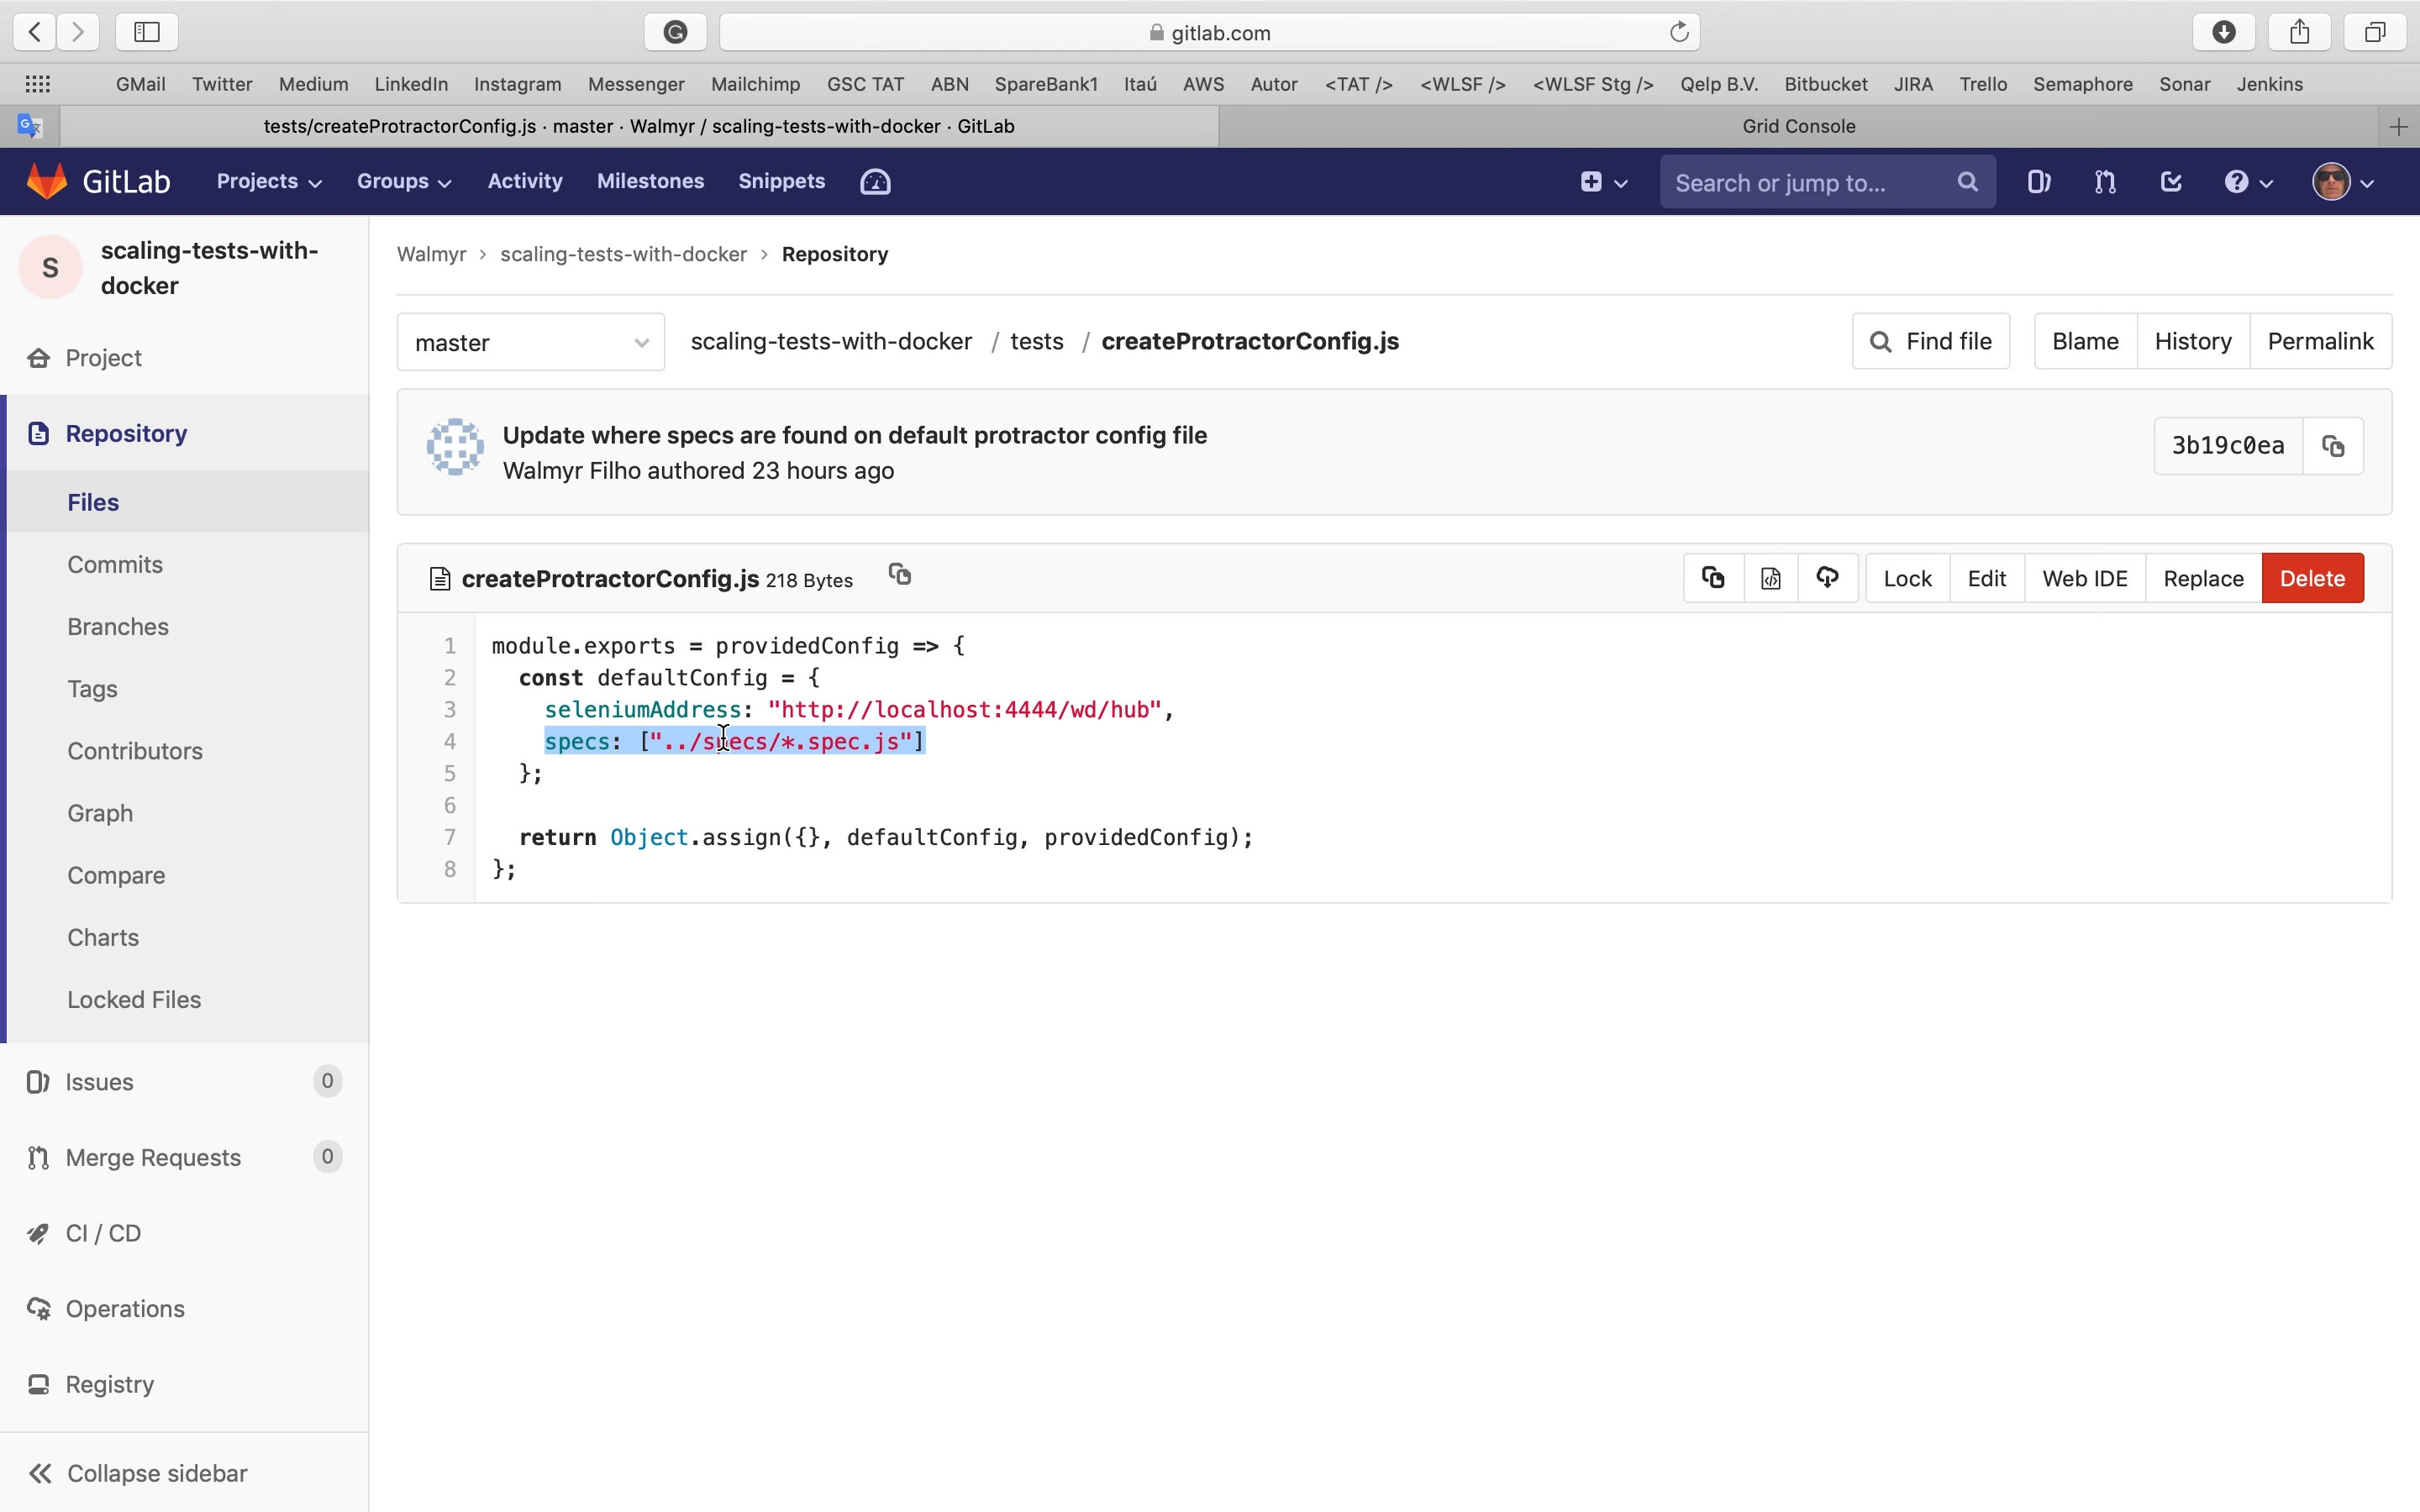 gitlab.com
GMail Twitter Medium LinkedIn Instagram Messenger Mailchimp GSC TAT ABN SpareBank1 Itaú AWS Autor <TAT /> <WLSF /> <WLSF Stg /> Qelp B.V. Bitbucket JIRA Trello Semaphore Sonar Jenkins
tests/createProtractorConfig.js · master · Walmyr / scaling-tests-with-docker · GitLab
Grid Console
GitLab Projects Groups Activity Milestones Snippets Search or jump to...
S scaling-tests-with-
docker
Project
Repository
Files
Commits
Branches
Tags
Contributors
Graph
Compare
Charts
Locked Files
Issues 0
Merge Requests 0
CI / CD
Operations
Registry
Collapse sidebar
Walmyr > scaling-tests-with-docker > Repository
master scaling-tests-with-docker / tests / createProtractorConfig.js Find file Blame History Permalink
Update where specs are found on default protractor config file
Walmyr Filho authored 23 hours ago
3b19c0ea
createProtractorConfig.js 218 Bytes Lock Edit Web IDE Replace Delete
1 module.exports = providedConfig => {
2 const defaultConfig = {
3 seleniumAddress: "http://localhost:4444/wd/hub",
4 specs: ["../specs/*.spec.js"]
5 };
6
7 return Object.assign({}, defaultConfig, providedConfig);
8 };